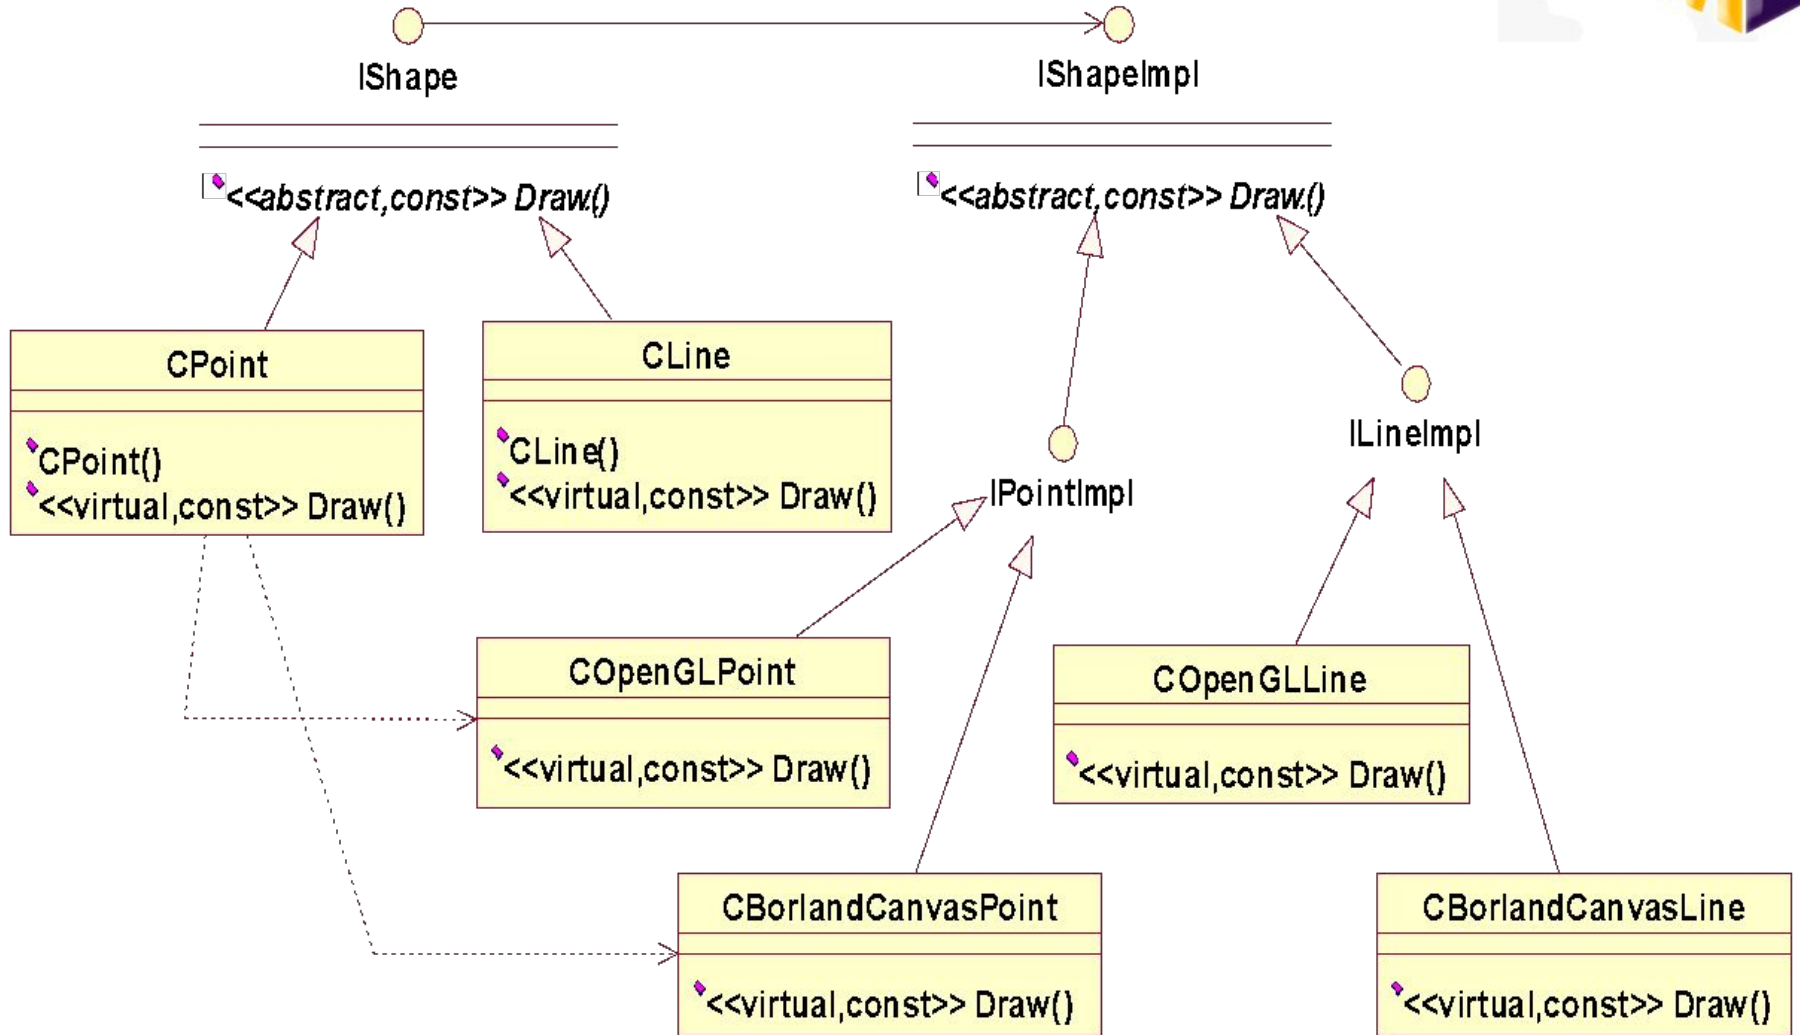 IShape
IShapeImpl
<<abstract,const>> Draw()
<<abstract,const>> Draw()
CPoint
CPoint()
<<virtual,const>> Draw()
CLine
CLine()
<<virtual,const>> Draw()
ILineImpl
IPointImpl
COpenGLPoint
<<virtual,const>> Draw()
COpenGLLine
<<virtual,const>> Draw()
CBorlandCanvasPoint
<<virtual,const>> Draw()
CBorlandCanvasLine
<<virtual,const>> Draw()